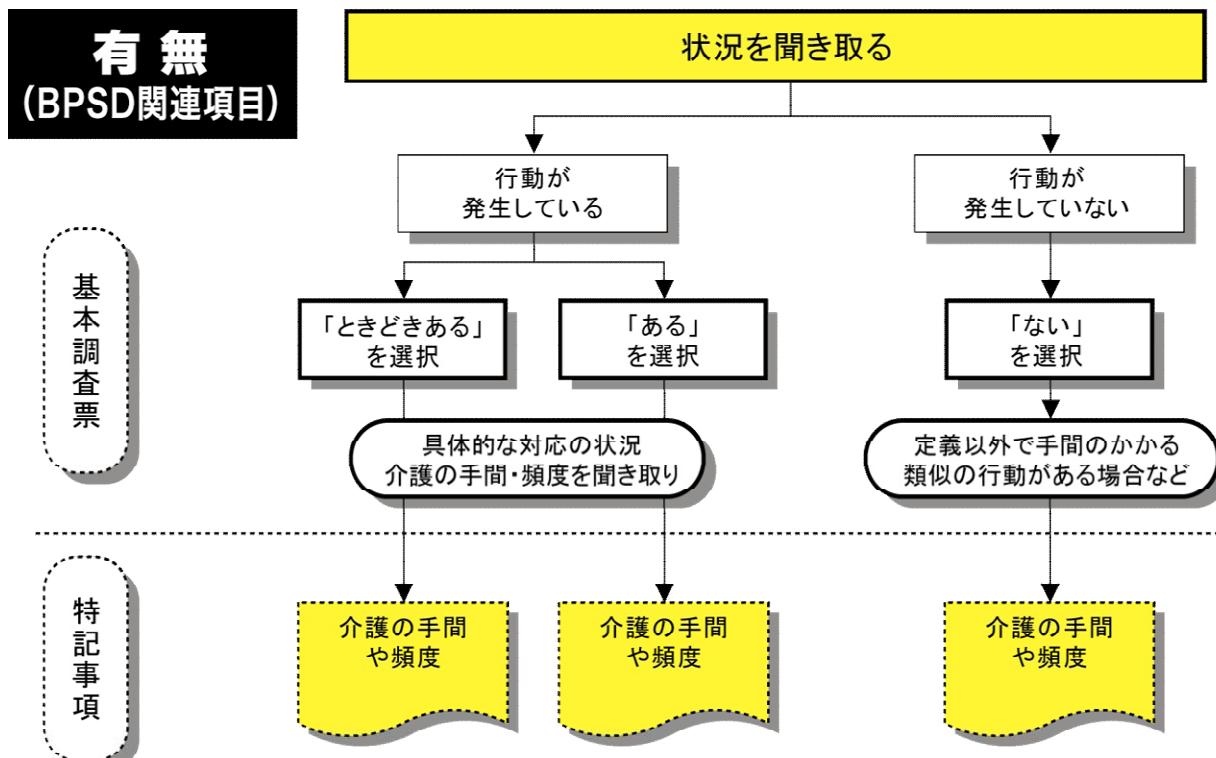 有 無
(BPSD関連項目)
状況を聞き取る
行動が
発生している
行動が
発生していない
基本調査票
「ときどきある」
を選択
「ある」
を選択
「ない」
を選択
具体的な対応の状況
介護の手間・頻度を聞き取り
定義以外で手間のかかる
類似の行動がある場合など
特記事項
介護の手間
や頻度
介護の手間
や頻度
介護の手間
や頻度